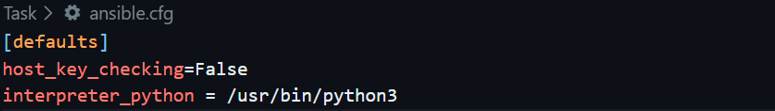 Task > ansible.cfg
[defaults]
host_key_checking=False
interpreter_python = /usr/bin/python3